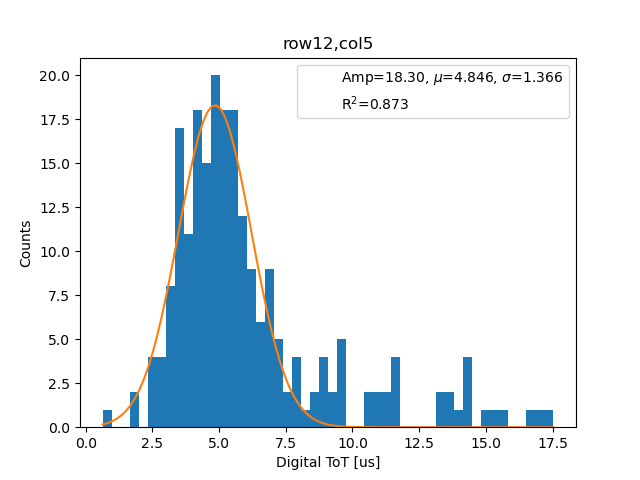 row12,col5
Amp=18.30, μ=4.846, σ=1.366
R²=0.873
20.0
17.5
15.0
12.5
10.0
7.5
5.0
2.5
0.0
Counts
0.0 2.5 5.0 7.5 10.0 12.5 15.0 17.5
Digital ToT [us]